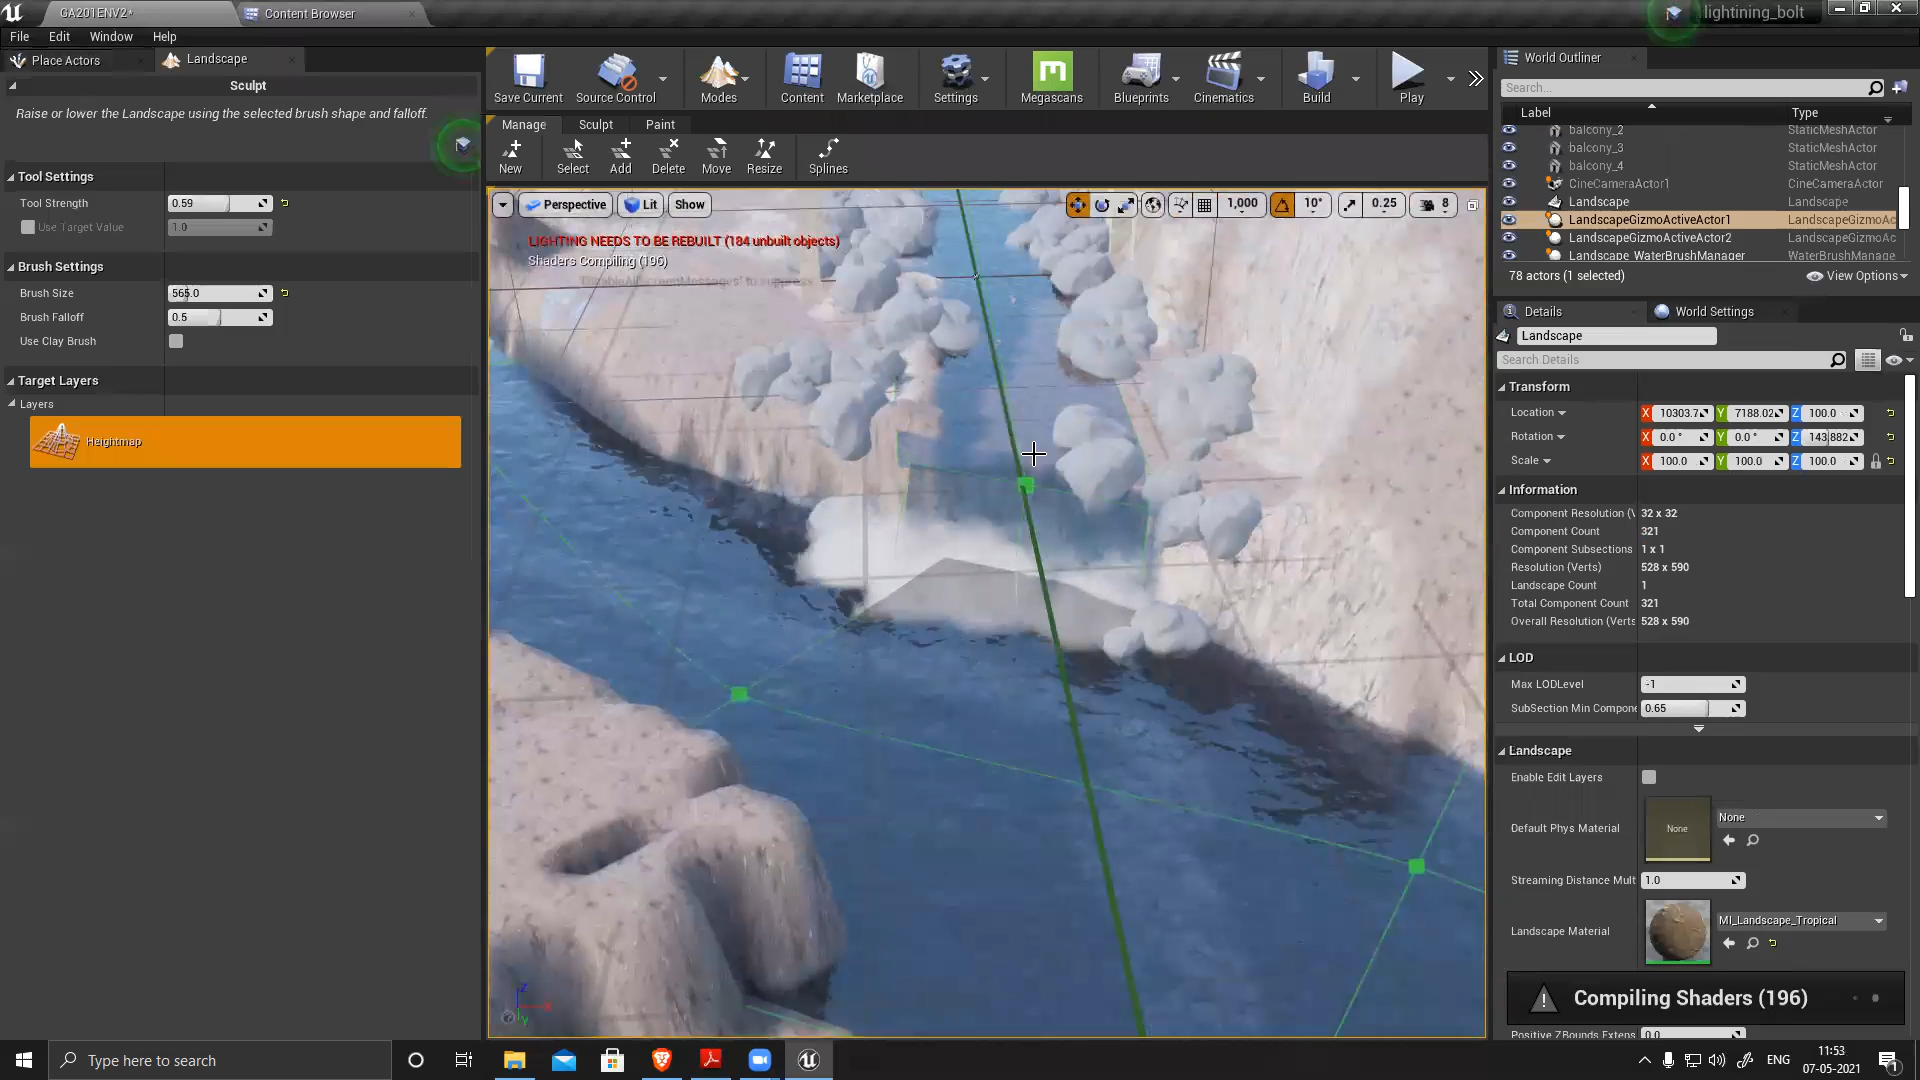 GA201ENV2*
Content Browser
lightining_bolt
File Edit Window Help
Place Actors
Landscape
Sculpt
Raise or lower the Landscape using the selected brush shape and falloff.
Tool Settings
Tool Strength 0.59
Use Target Value 1.0
Brush Settings
Brush Size 565.0
Brush Falloff 0.5
Use Clay Brush
Target Layers
Layers
Heightmap
Save Current Source Control Modes Content Marketplace Settings Megascans Blueprints Cinematics Build Play
Manage Sculpt Paint
New Select Add Delete Move Resize Splines
Perspective Lit Show 1,000 10° 0.25 8
LIGHTING NEEDS TO BE REBUILT (184 unbuilt objects)
Shaders Compiling (196)
'DisableAllScreenMessages' to suppress
World Outliner
Search...
Label Type
balcony_2 StaticMeshActor
balcony_3 StaticMeshActor
balcony_4 StaticMeshActor
CineCameraActor1 CineCameraActor
Landscape Landscape
LandscapeGizmoActiveActor1 LandscapeGizmoAc
LandscapeGizmoActiveActor2 LandscapeGizmoAc
Landscape_WaterBrushManager WaterBrushManage
78 actors (1 selected) View Options
Details World Settings
Landscape
Search Details
Transform
Location X 10303.7 Y 7188.02 Z 100.0
Rotation X 0.0 ° Y 0.0 ° Z 143.882
Scale X 100.0 Y 100.0 Z 100.0
Information
Component Resolution (V 32 x 32
Component Count 321
Component Subsections 1 x 1
Resolution (Verts) 528 x 590
Landscape Count 1
Total Component Count 321
Overall Resolution (Verts 528 x 590
LOD
Max LODLevel -1
SubSection Min Compone 0.65
Landscape
Enable Edit Layers
Default Phys Material None None
Streaming Distance Mult 1.0
Landscape Material MI_Landscape_Tropical
Compiling Shaders (196)
Positive ZBounds Extens 0.0
Type here to search
ENG
11:53
07-05-2021
1
z
x
y